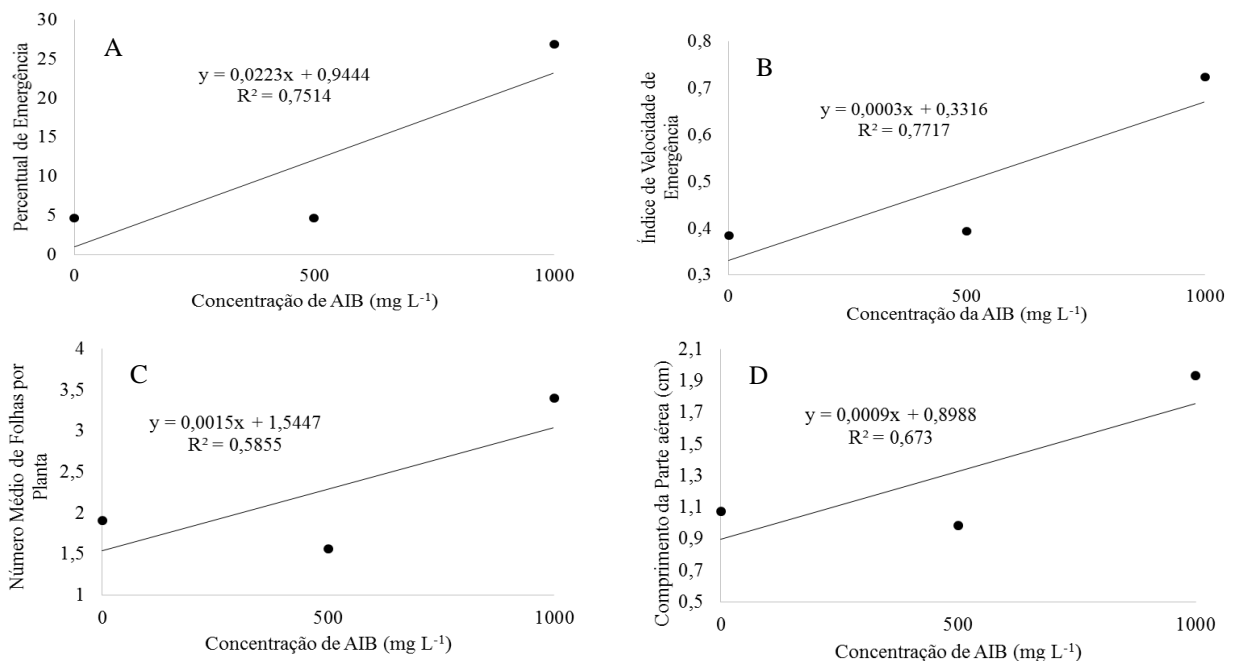 A
Percentual de Emergência
30
25
20
15
10
5
0
y = 0,0223x + 0,9444
R² = 0,7514
0 500 1000
Concentração de AIB (mg L⁻¹)
B
Índice de Velocidade de
Emergência
0,8
0,7
0,6
0,5
0,4
0,3
y = 0,0003x + 0,3316
R² = 0,7717
0 500 1000
Concentração da AIB (mg L⁻¹)
C
Número Médio de Folhas por
Planta
4
3,5
3
2,5
2
1,5
1
y = 0,0015x + 1,5447
R² = 0,5855
0 500 1000
Concentração de AIB (mg L⁻¹)
D
Comprimento da Parte aérea (cm)
2,1
1,9
1,7
1,5
1,3
1,1
0,9
0,7
0,5
y = 0,0009x + 0,8988
R² = 0,673
0 500 1000
Concentração de AIB (mg L⁻¹)